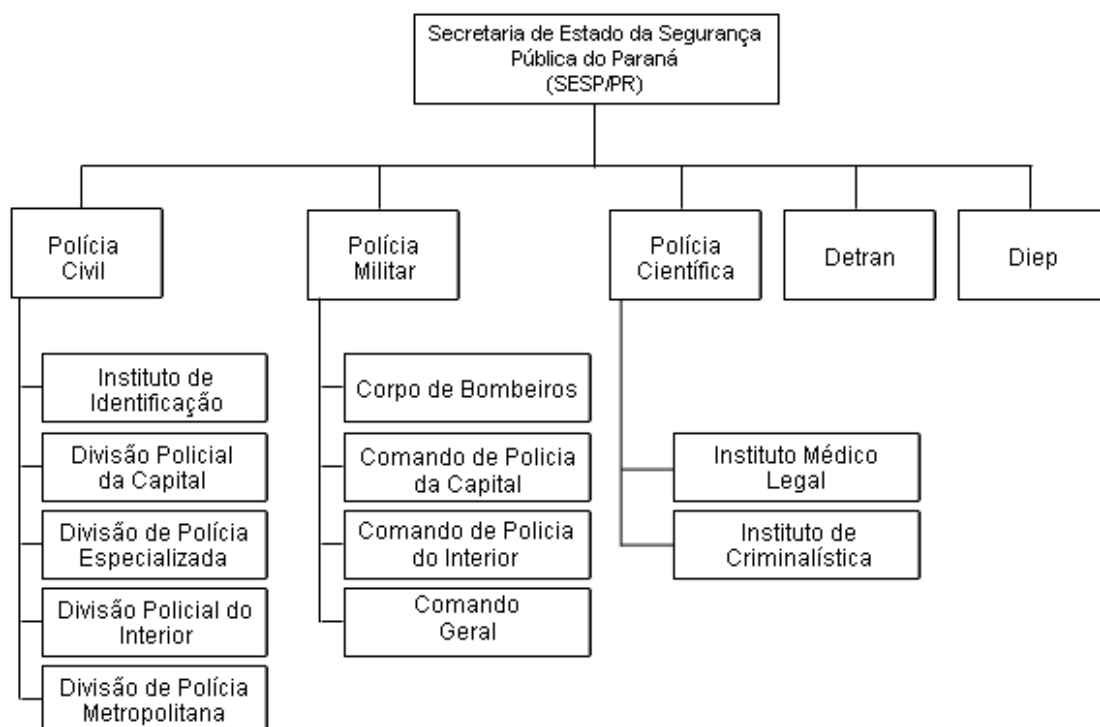 Secretaria de Estado da Segurança
Pública do Paraná
(SESP/PR)
Polícia
Civil
Polícia
Militar
Polícia
Científica
Detran
Diep
Instituto de
Identificação
Divisão Policial
da Capital
Divisão de Polícia
Especializada
Divisão Policial do
Interior
Divisão de Polícia
Metropolitana
Corpo de Bombeiros
Comando de Policia
da Capital
Comando de Policia
do Interior
Comando
Geral
Instituto Médico
Legal
Instituto de
Criminalística